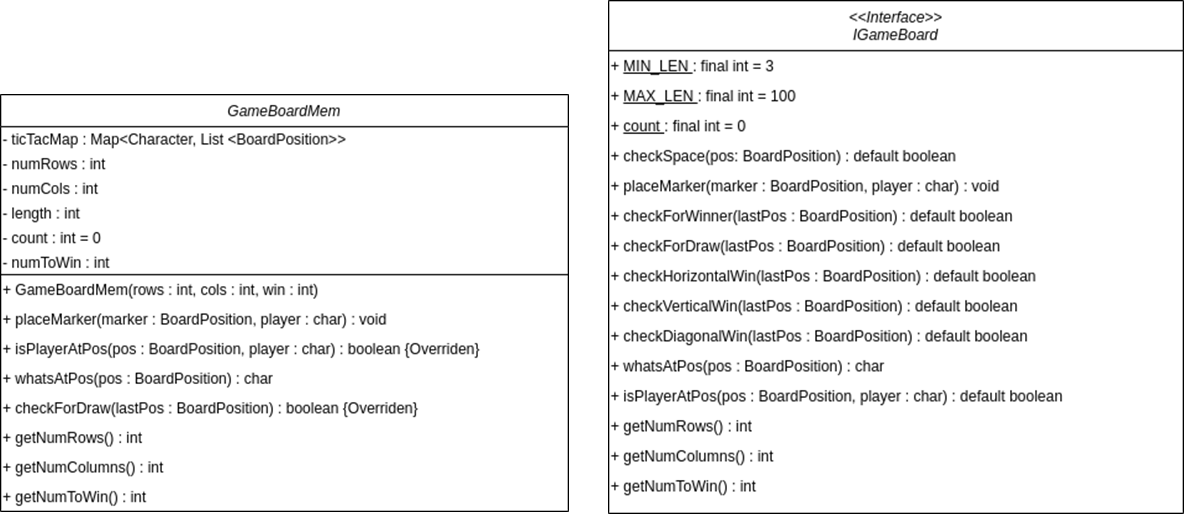 GameBoardMem
- ticTacMap : Map<Character, List <BoardPosition>>
- numRows : int
- numCols : int
- length : int
- count : int = 0
- numToWin : int
+ GameBoardMem(rows : int, cols : int, win : int)
+ placeMarker(marker : BoardPosition, player : char) : void
+ isPlayerAtPos(pos : BoardPosition, player : char) : boolean {Overriden}
+ whatsAtPos(pos : BoardPosition) : char
+ checkForDraw(lastPos : BoardPosition) : boolean {Overriden}
+ getNumRows() : int
+ getNumColumns() : int
+ getNumToWin() : int
<<Interface>>
IGameBoard
+ MIN_LEN : final int = 3
+ MAX_LEN : final int = 100
+ count : final int = 0
+ checkSpace(pos: BoardPosition) : default boolean
+ placeMarker(marker : BoardPosition, player : char) : void
+ checkForWinner(lastPos : BoardPosition) : default boolean
+ checkForDraw(lastPos : BoardPosition) : default boolean
+ checkHorizontalWin(lastPos : BoardPosition) : default boolean
+ checkVerticalWin(lastPos : BoardPosition) : default boolean
+ checkDiagonalWin(lastPos : BoardPosition) : default boolean
+ whatsAtPos(pos : BoardPosition) : char
+ isPlayerAtPos(pos : BoardPosition, player : char) : default boolean
+ getNumRows() : int
+ getNumColumns() : int
+ getNumToWin() : int